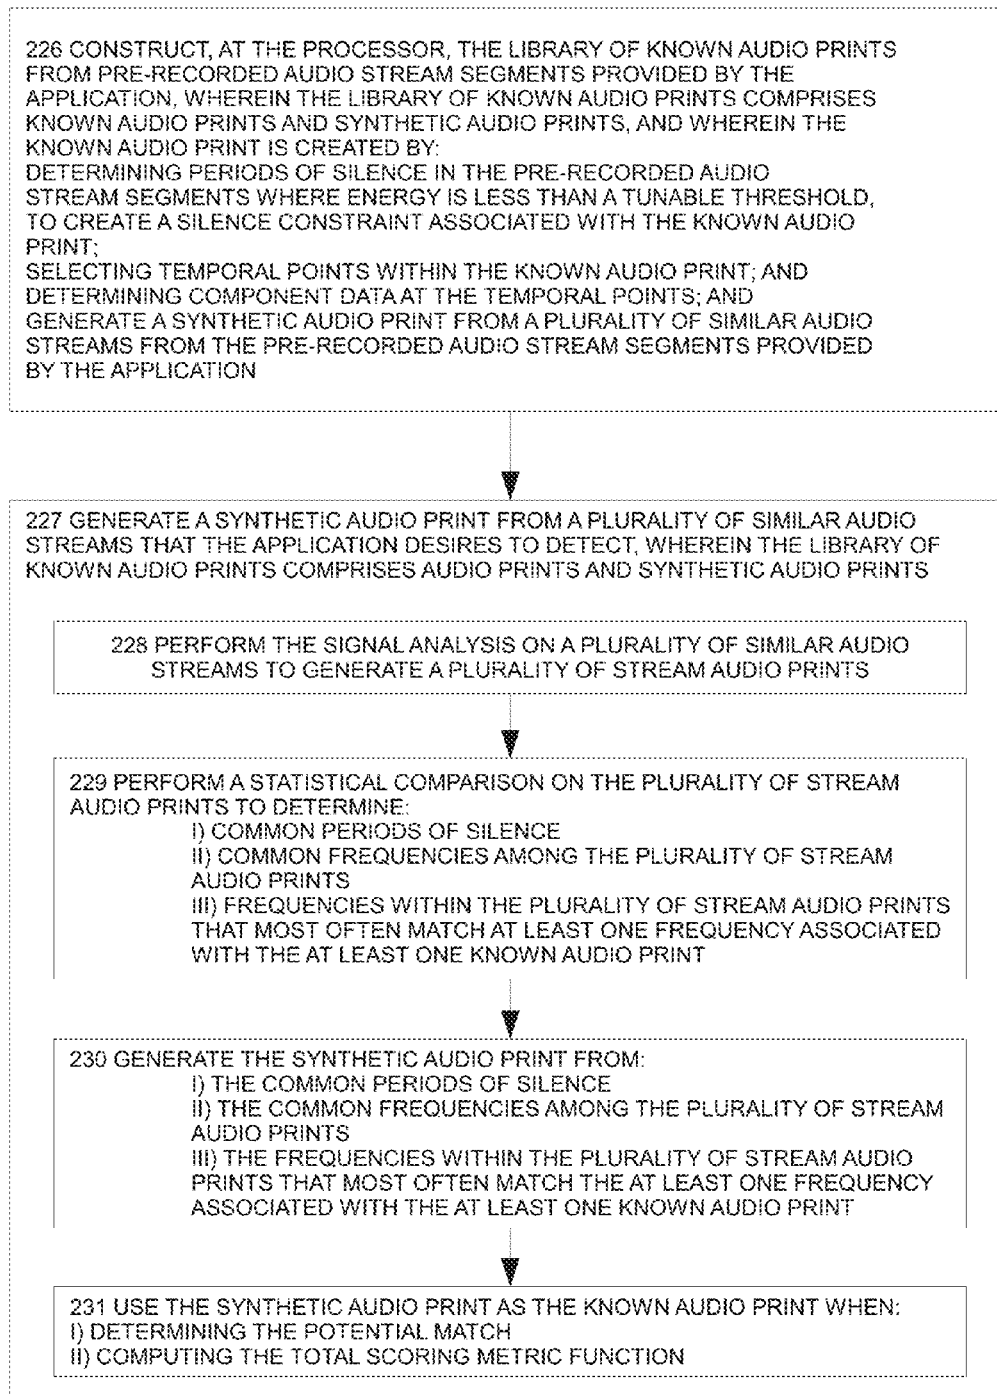 226 CONSTRUCT, AT THE PROCESSOR, THE LIBRARY OF KNOWN AUDIO PRINTS
FROM PRE-RECORDED AUDIO STREAM SEGMENTS PROVIDED BY THE
APPLICATION, WHEREIN THE LIBRARY OF KNOWN AUDIO PRINTS COMPRISES
KNOWN AUDIO PRINTS AND SYNTHETIC AUDIO PRINTS, AND WHEREIN THE
KNOWN AUDIO PRINT IS CREATED BY:
DETERMINING PERIODS OF SILENCE IN THE PRE-RECORDED AUDIO
STREAM SEGMENTS WHERE ENERGY IS LESS THAN A TUNABLE THRESHOLD,
TO CREATE A SILENCE CONSTRAINT ASSOCIATED WITH THE KNOWN AUDIO
PRINT;
SELECTING TEMPORAL POINTS WITHIN THE KNOWN AUDIO PRINT; AND
DETERMINING COMPONENT DATA AT THE TEMPORAL POINTS; AND
GENERATE A SYNTHETIC AUDIO PRINT FROM A PLURALITY OF SIMILAR AUDIO
STREAMS FROM THE PRE-RECORDED AUDIO STREAM SEGMENTS PROVIDED
BY THE APPLICATION
227 GENERATE A SYNTHETIC AUDIO PRINT FROM A PLURALITY OF SIMILAR AUDIO
STREAMS THAT THE APPLICATION DESIRES TO DETECT, WHEREIN THE LIBRARY OF
KNOWN AUDIO PRINTS COMPRISES AUDIO PRINTS AND SYNTHETIC AUDIO PRINTS
228 PERFORM THE SIGNAL ANALYSIS ON A PLURALITY OF SIMILAR AUDIO
STREAMS TO GENERATE A PLURALITY OF STREAM AUDIO PRINTS
229 PERFORM A STATISTICAL COMPARISON ON THE PLURALITY OF STREAM
AUDIO PRINTS TO DETERMINE:
I) COMMON PERIODS OF SILENCE
II) COMMON FREQUENCIES AMONG THE PLURALITY OF STREAM
AUDIO PRINTS
III) FREQUENCIES WITHIN THE PLURALITY OF STREAM AUDIO PRINTS
THAT MOST OFTEN MATCH AT LEAST ONE FREQUENCY ASSOCIATED
WITH THE AT LEAST ONE KNOWN AUDIO PRINT
230 GENERATE THE SYNTHETIC AUDIO PRINT FROM:
I) THE COMMON PERIODS OF SILENCE
II) THE COMMON FREQUENCIES AMONG THE PLURALITY OF STREAM
AUDIO PRINTS
III) THE FREQUENCIES WITHIN THE PLURALITY OF STREAM AUDIO
PRINTS THAT MOST OFTEN MATCH THE AT LEAST ONE FREQUENCY
ASSOCIATED WITH THE AT LEAST ONE KNOWN AUDIO PRINT
231 USE THE SYNTHETIC AUDIO PRINT AS THE KNOWN AUDIO PRINT WHEN:
I) DETERMINING THE POTENTIAL MATCH
II) COMPUTING THE TOTAL SCORING METRIC FUNCTION